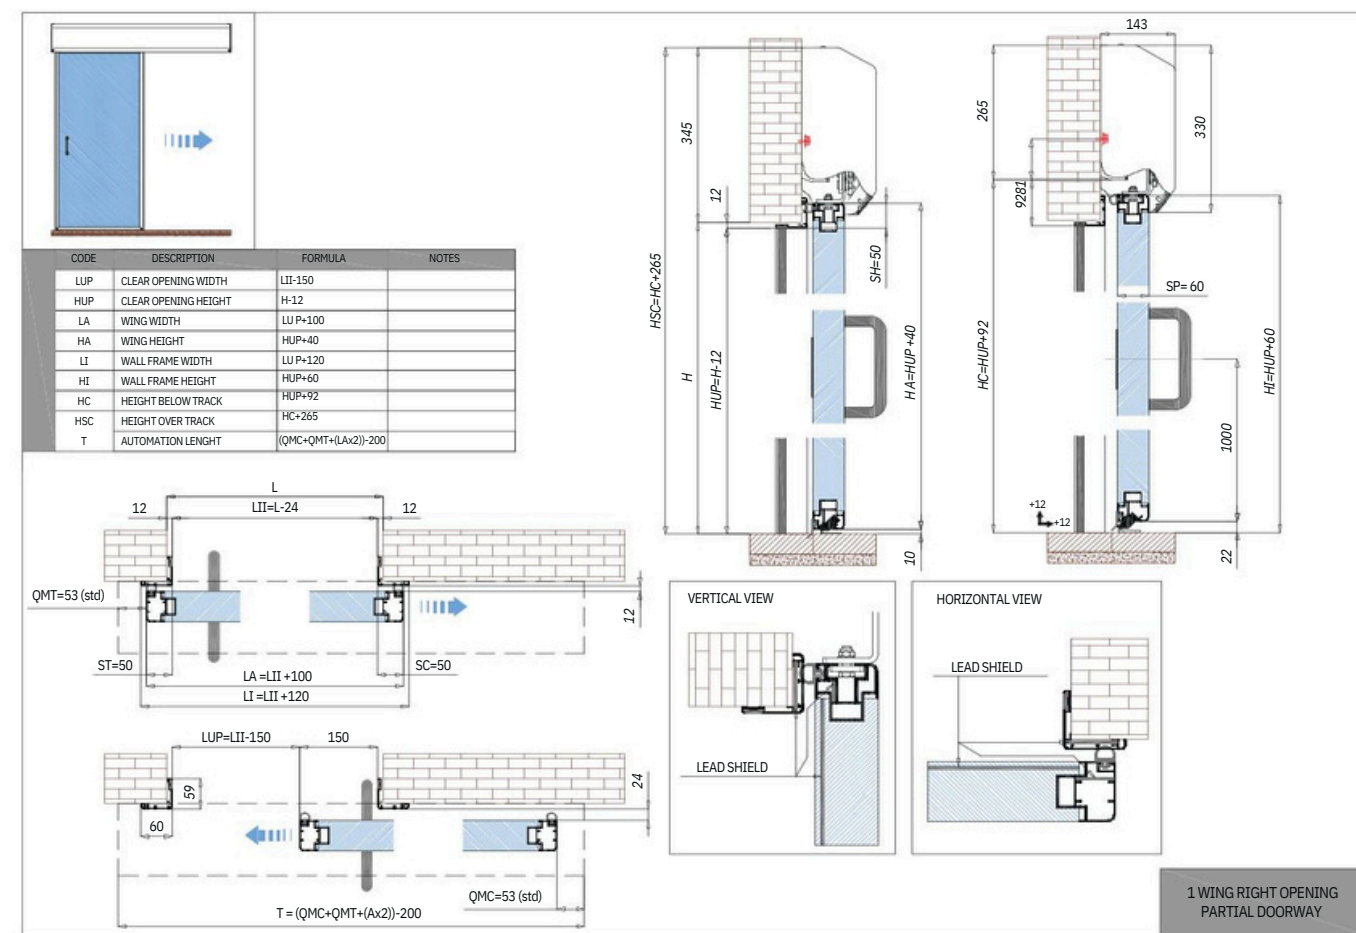 CODE DESCRIPTION FORMULA NOTES
LUP CLEAR OPENING WIDTH LII-150
HUP CLEAR OPENING HEIGHT H-12
LA WING WIDTH LU P+100
HA WING HEIGHT HUP+40
LI WALL FRAME WIDTH LU P+120
HI WALL FRAME HEIGHT HUP+60
HC HEIGHT BELOW TRACK HUP+92
HSC HEIGHT OVER TRACK HC+265
T AUTOMATION LENGHT (QMC+QMT+(LAx2))-200
345
12
HSC=HC+265
H
HUP=H-12
SH=50
H A=HUP +40
10
143
265
330
9281
SP= 60
HC=HUP+92
HI=HUP+60
1000
+12
+12
22
L
12 LII=L-24 12
QMT=53 (std)
12
ST=50 SC=50
LA =LII +100
LI =LII +120
LUP=LII-150 150
59
24
60
QMC=53 (std)
T = (QMC+QMT+(Ax2))-200
VERTICAL VIEW
LEAD SHIELD
HORIZONTAL VIEW
LEAD SHIELD
1 WING RIGHT OPENING
PARTIAL DOORWAY